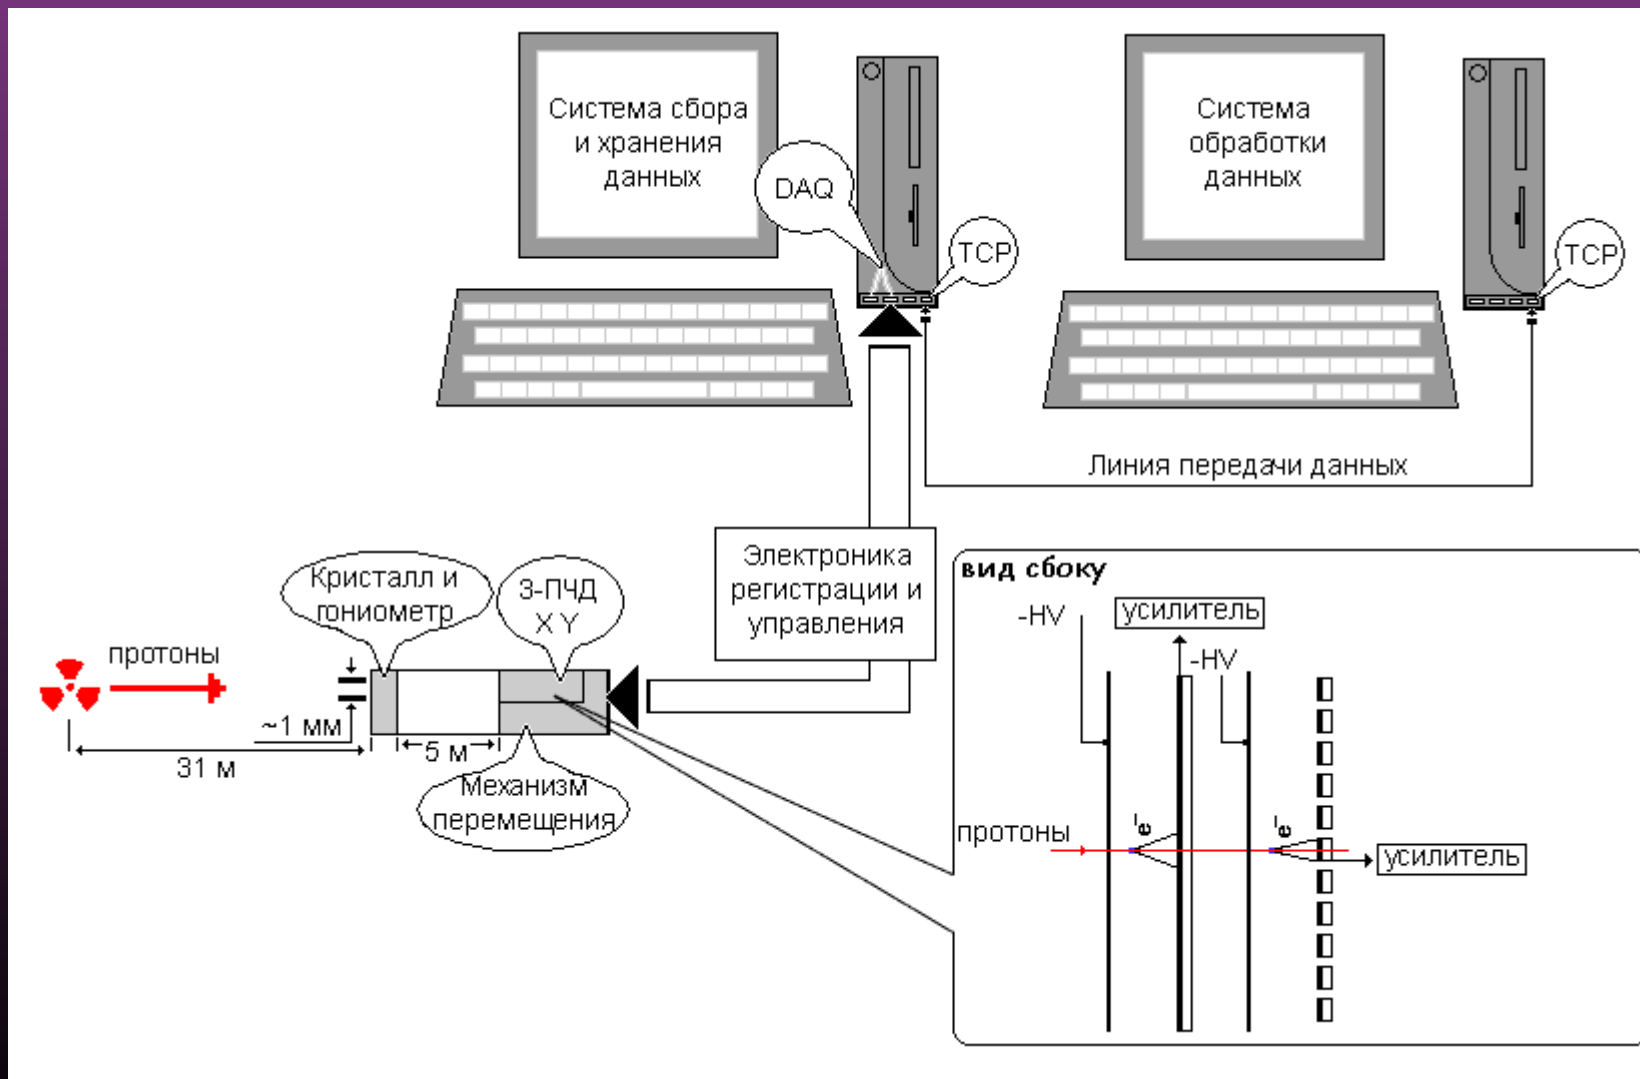 Система сбора
и хранения
данных
DAQ
TCP
Система
обработки
данных
TCP
Линия передачи данных
Электроника
регистрации и
управления
Кристалл и
гониометр
3-ПЧД
X Y
протоны
~1 мм
31 м
5 м
Механизм
перемещения
вид сбоку
-HV
усилитель
-HV
протоны
e-
e-
усилитель